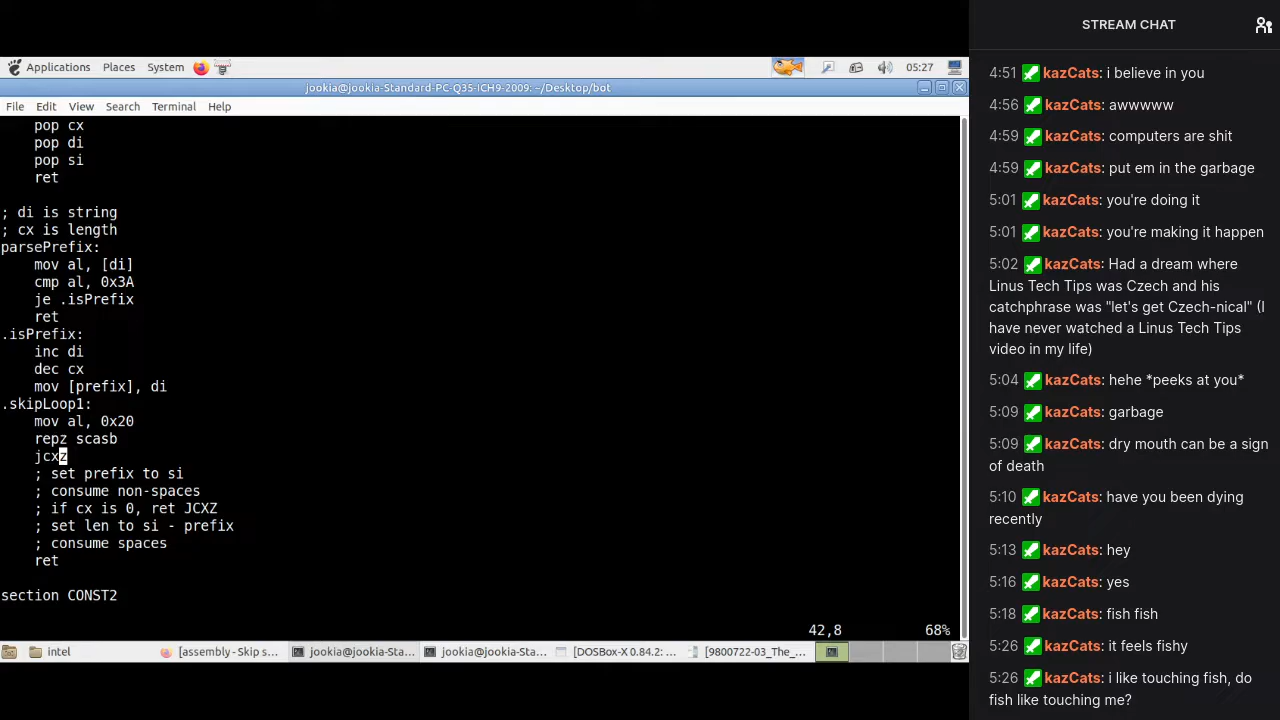 Applications Places System 05:27
jookia@jookia-Standard-PC-Q35-ICH9-2009: ~/Desktop/bot
File Edit View Search Terminal Help
pop cx
pop di
pop si
ret
; di is string
; cx is length
parsePrefix:
mov al, [di]
cmp al, 0x3A
je .isPrefix
ret
.isPrefix:
inc di
dec cx
mov [prefix], di
.skipLoop1:
mov al, 0x20
repz scasb
jcxz
; set prefix to si
; consume non-spaces
; if cx is 0, ret JCXZ
; set len to si - prefix
; consume spaces
ret
section CONST2
42,8 68%
intel [assembly - Skip s... jookia@jookia-Sta... jookia@jookia-Sta... [DOSBox-X 0.84.2: ... [9800722-03_The_...
STREAM CHAT
4:51 kazCats: i believe in you
4:56 kazCats: awwwww
4:59 kazCats: computers are shit
4:59 kazCats: put em in the garbage
5:01 kazCats: you're doing it
5:01 kazCats: you're making it happen
5:02 kazCats: Had a dream where
Linus Tech Tips was Czech and his
catchphrase was "let's get Czech-nical" (I
have never watched a Linus Tech Tips
video in my life)
5:04 kazCats: hehe *peeks at you*
5:09 kazCats: garbage
5:09 kazCats: dry mouth can be a sign
of death
5:10 kazCats: have you been dying
recently
5:13 kazCats: hey
5:16 kazCats: yes
5:18 kazCats: fish fish
5:26 kazCats: it feels fishy
5:26 kazCats: i like touching fish, do
fish like touching me?